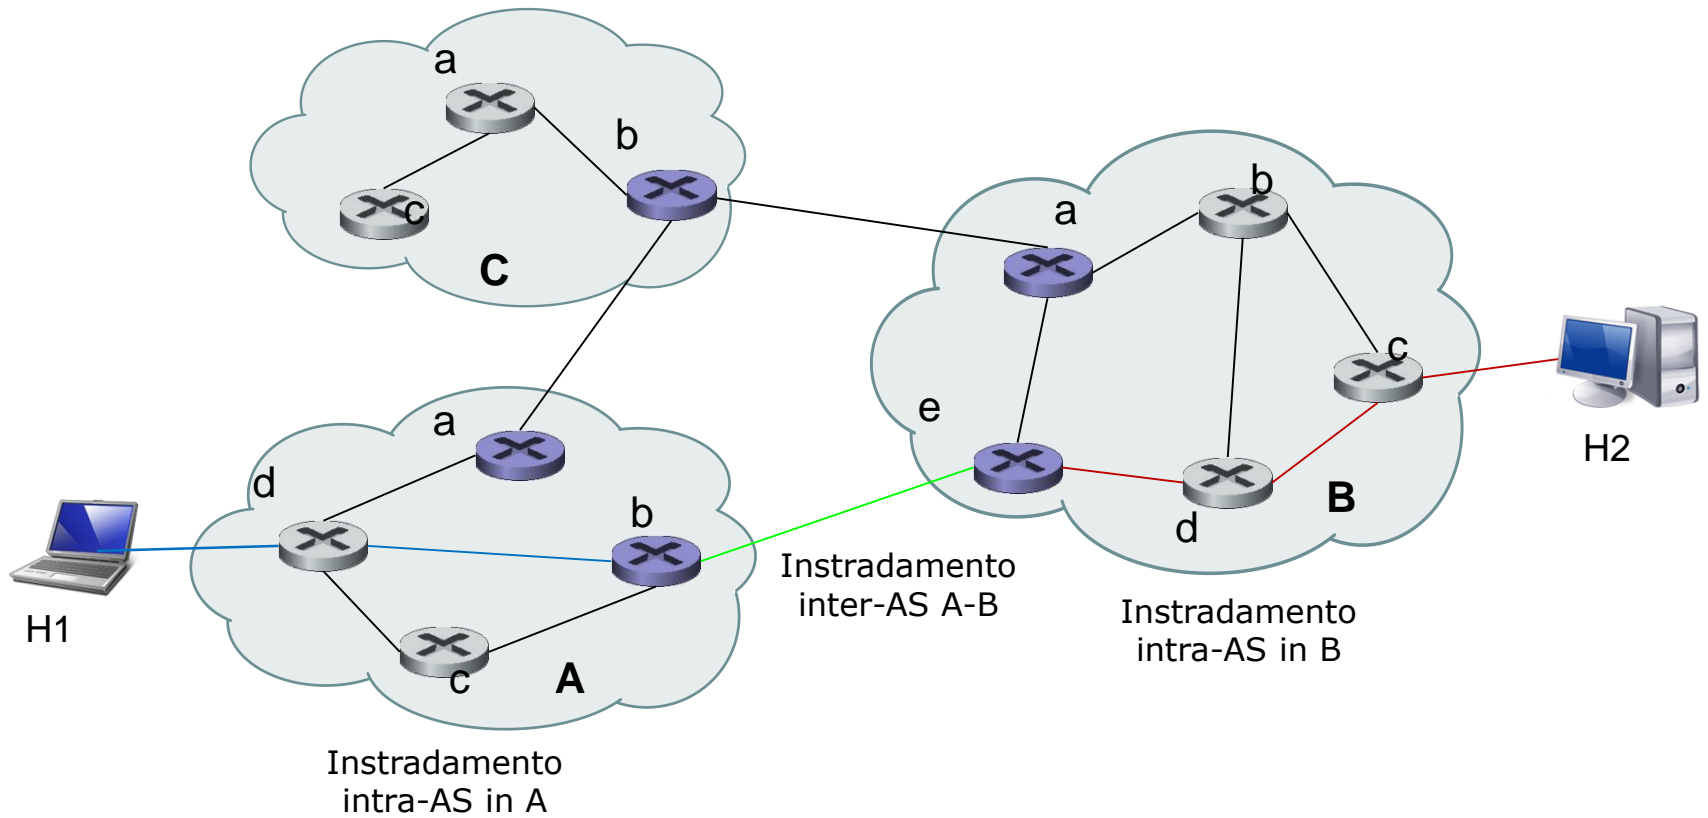 a
b
c
C
a
b
c
e
d
B
H2
a
d
b
c
A
H1
Instradamento
inter-AS A-B
Instradamento
intra-AS in B
Instradamento
intra-AS in A